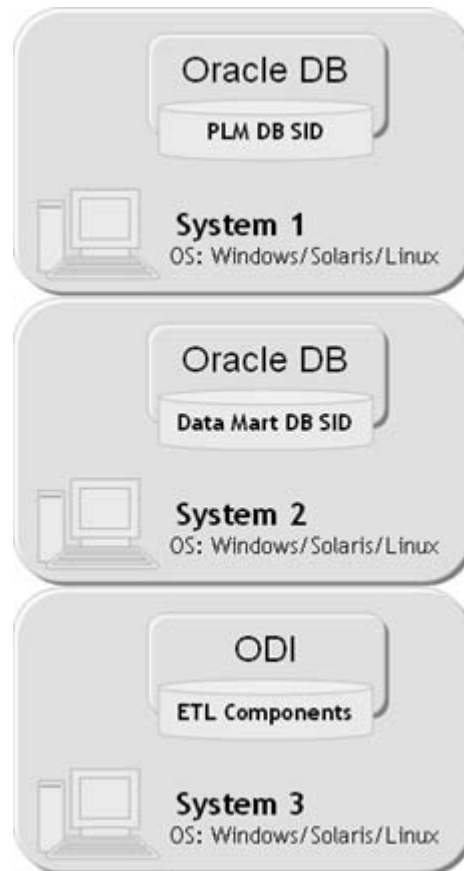 Oracle DB
PLM DB SID
System 1
OS: Windows/Solaris/Linux
Oracle DB
Data Mart DB SID
System 2
OS: Windows/Solaris/Linux
ODI
ETL Components
System 3
OS: Windows/Solaris/Linux